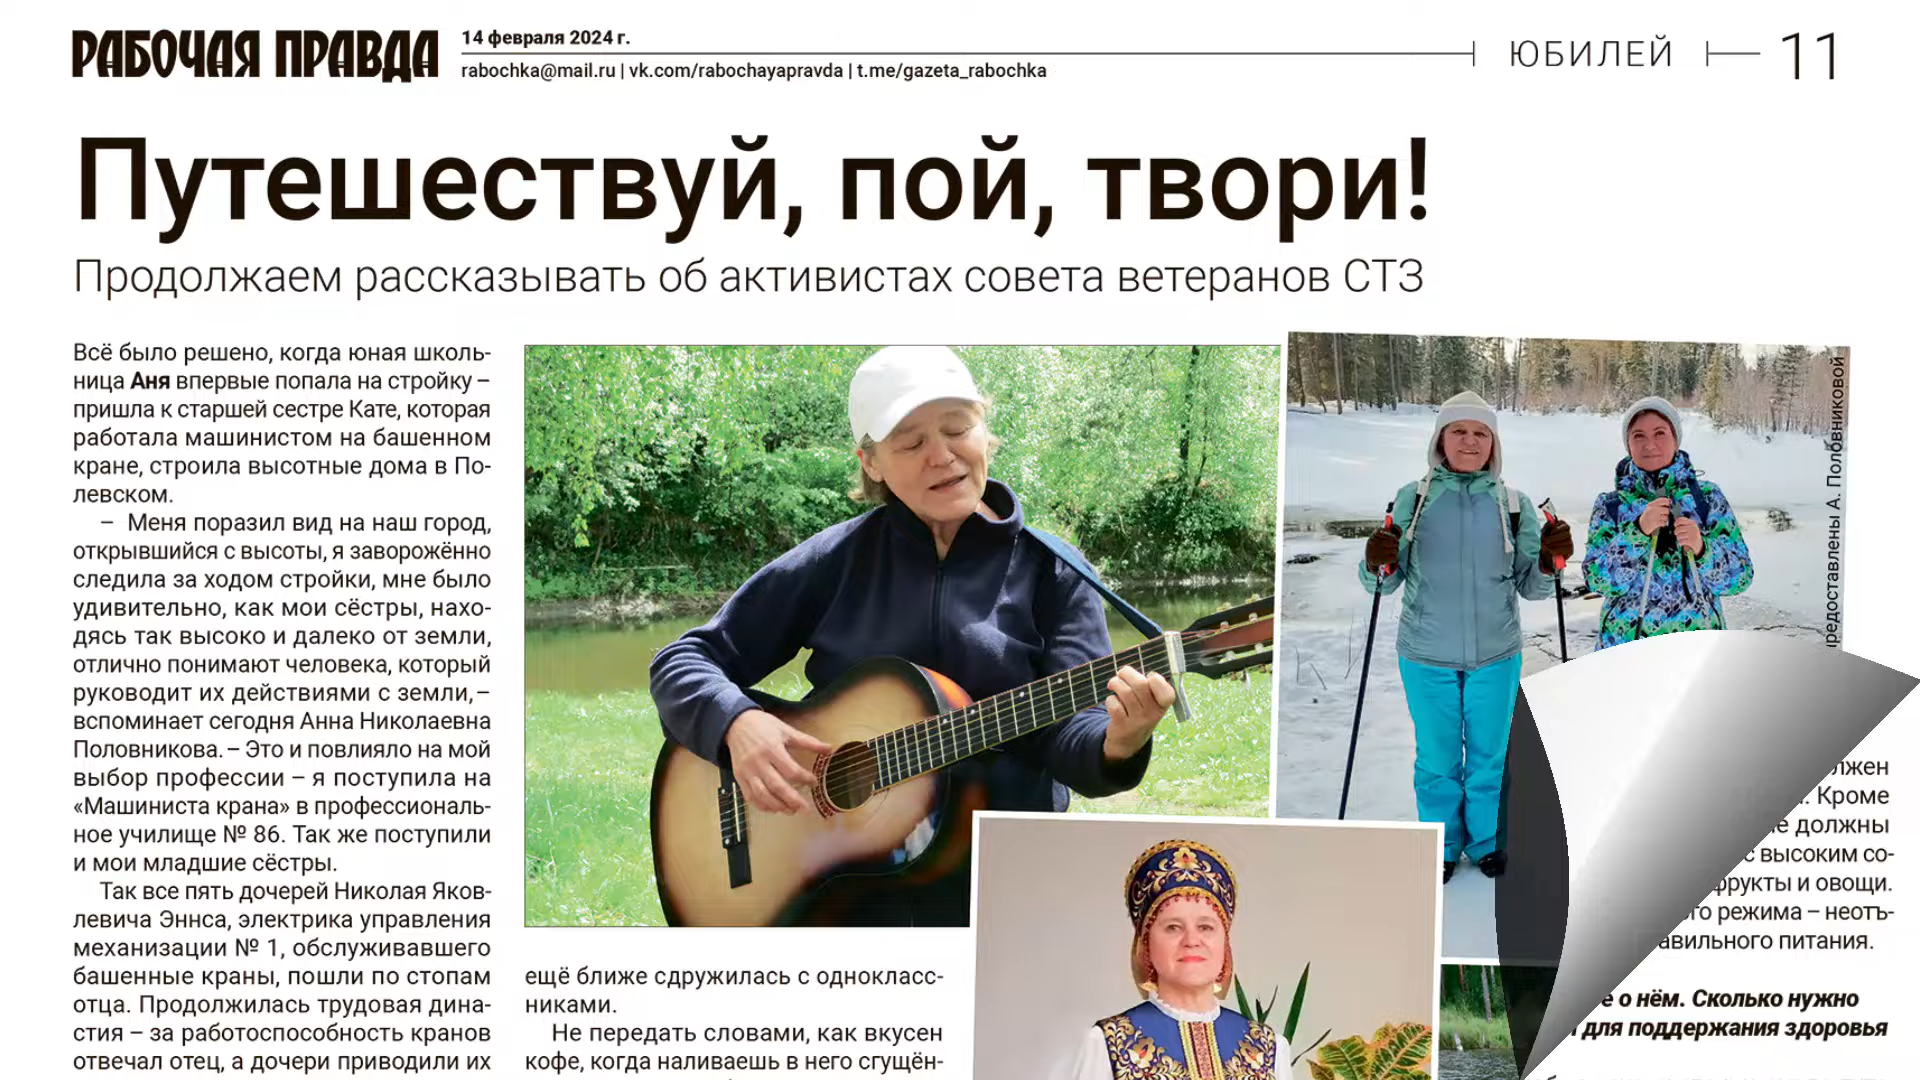 РАБОЧАЯ ПРАВДА
14 февраля 2024 г.
rabochka@mail.ru | vk.com/rabochayapravda | t.me/gazeta_rabochka
ЮБИЛЕЙ
11
Путешествуй, пой, твори!
Продолжаем рассказывать об активистах совета ветеранов СТЗ
Всё было решено, когда юная школь-
ница Аня впервые попала на стройку –
пришла к старшей сестре Кате, которая
работала машинистом на башенном
кране, строила высотные дома в По-
левском.
– Меня поразил вид на наш город,
открывшийся с высоты, я заворожённо
следила за ходом стройки, мне было
удивительно, как мои сёстры, нахо-
дясь так высоко и далеко от земли,
отлично понимают человека, который
руководит их действиями с земли, –
вспоминает сегодня Анна Николаевна
Половникова. – Это и повлияло на мой
выбор профессии – я поступила на
«Машиниста крана» в профессиональ-
ное училище № 86. Так же поступили
и мои младшие сёстры.
Так все пять дочерей Николая Яков-
левича Эннса, электрика управления
механизации № 1, обслуживавшего
башенные краны, пошли по стопам
отца. Продолжилась трудовая дина-
стия – за работоспособность кранов
отвечал отец, а дочери приводили их
ещё ближе сдружилась с однокласс-
никами.
Не передать словами, как вкусен
кофе, когда наливаешь в него сгущён-
А. Половниковой
Кроме
должны
с высоким со-
фрукты и овощи.
режима – неотъ-
питания.
о нём. Сколько нужно
для поддержания здоровья